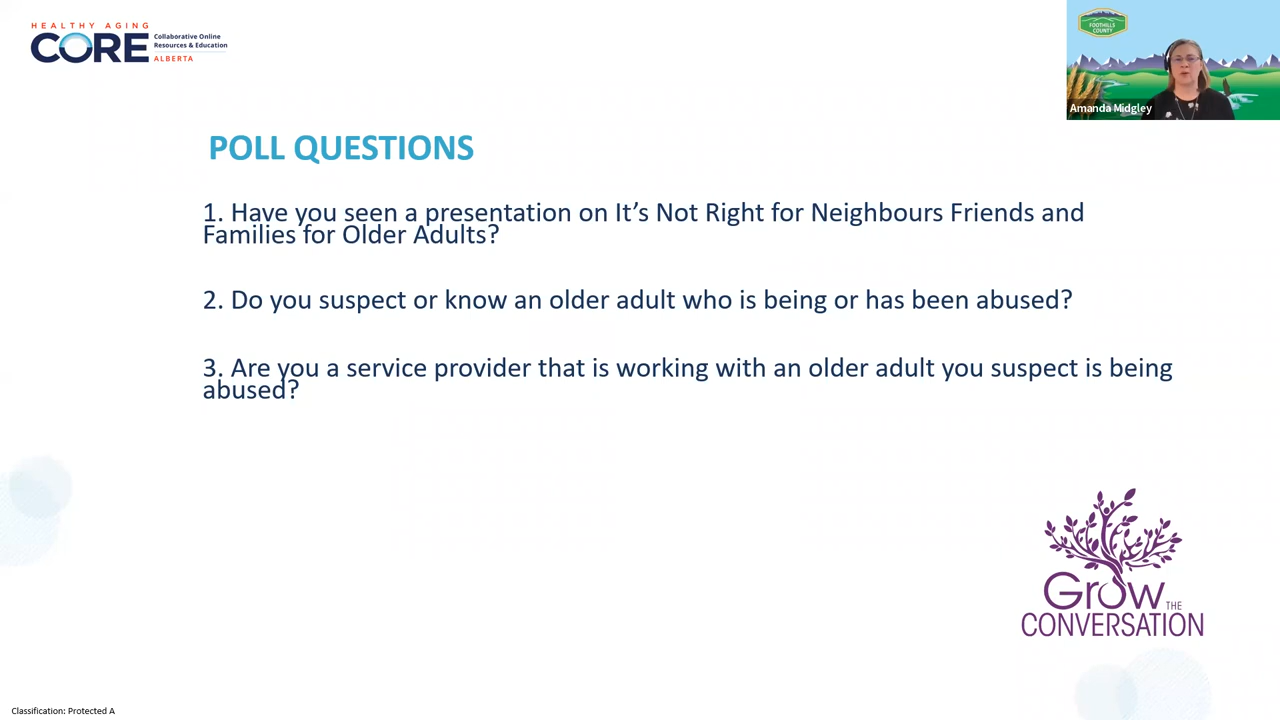 HEALTHY AGING
CORE
Collaborative Online
Resources & Education
ALBERTA
FOOTHILLS
COUNTY
Amanda Midgley
POLL QUESTIONS
1. Have you seen a presentation on It’s Not Right for Neighbours Friends and
Families for Older Adults?
2. Do you suspect or know an older adult who is being or has been abused?
3. Are you a service provider that is working with an older adult you suspect is being
abused?
Grow THE
CONVERSATION
Classification: Protected A